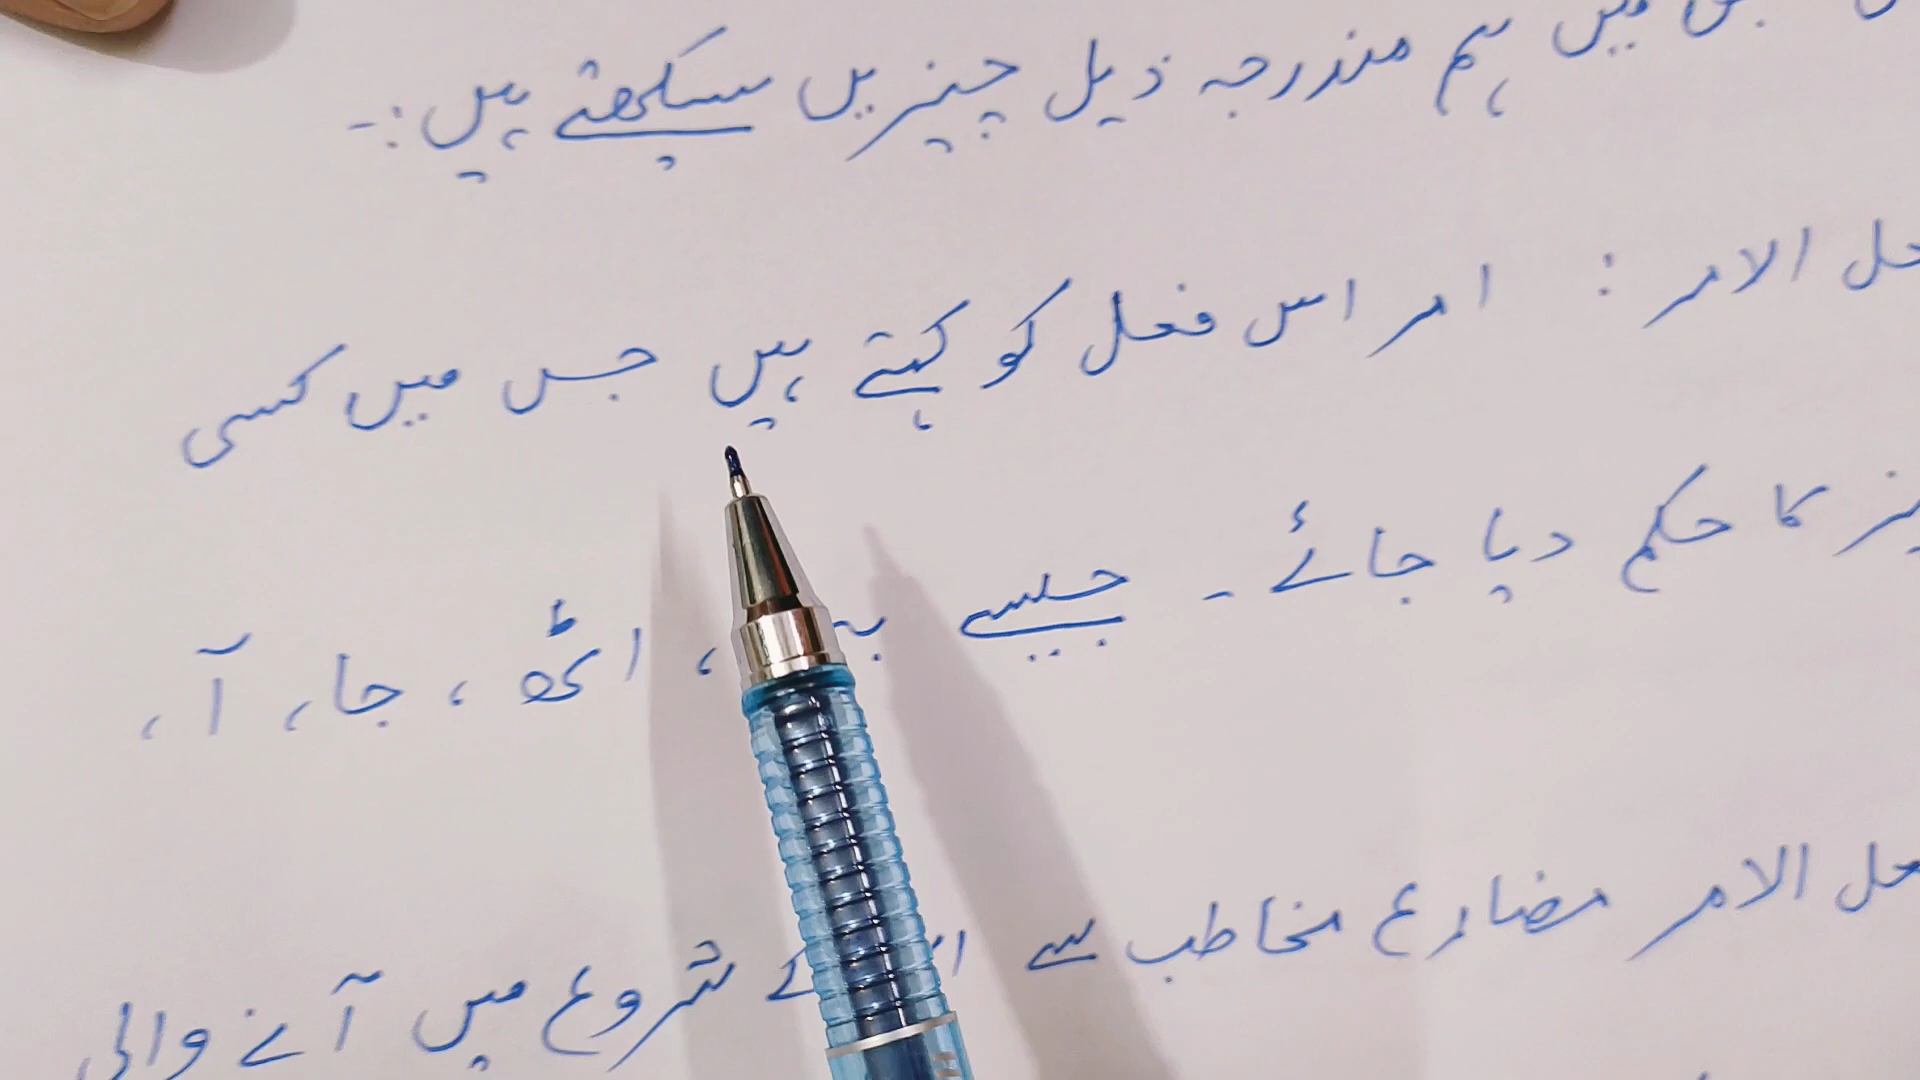 میں ہم مندرجہ ذیل چیزیں سیکھتے ہیں :-
الامر : امر اس فعل کو کہتے ہیں جس میں کسی
کا حکم دیا جائے - جیسے ، اٹھ ، جا ، آ ،
الامر مضارع مخاطب سے کے شروع میں آنے والی